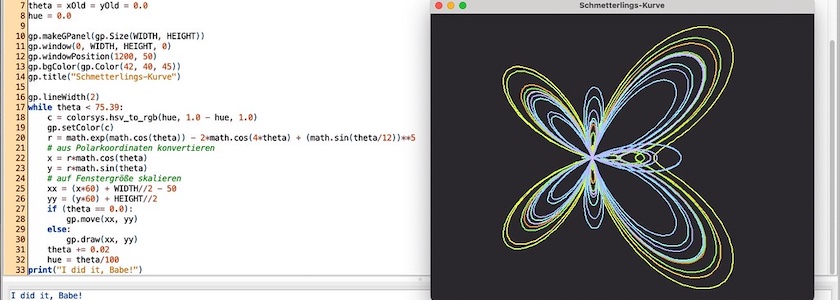 7 theta = xOld = yOld = 0.0
8 hue = 0.0
9
10 gp.makeGPanel(gp.Size(WIDTH, HEIGHT))
11 gp.window(0, WIDTH, HEIGHT, 0)
12 gp.windowPosition(1200, 50)
13 gp.bgColor(gp.Color(42, 40, 45))
14 gp.title("Schmetterlings-Kurve")
15
16 gp.lineWidth(2)
17 while theta < 75.39:
18     c = colorsys.hsv_to_rgb(hue, 1.0 - hue, 1.0)
19     gp.setColor(c)
20     r = math.exp(math.cos(theta)) - 2*math.cos(4*theta) + (math.sin(theta/12))**5
21     # aus Polarkoordinaten konvertieren
22     x = r*math.cos(theta)
23     y = r*math.sin(theta)
24     # auf Fenstergröße skalieren
25     xx = (x*60) + WIDTH//2 - 50
26     yy = (y*60) + HEIGHT//2
27     if (theta == 0.0):
28         gp.move(xx, yy)
29     else:
30         gp.draw(xx, yy)
31     theta += 0.02
32     hue = theta/100
33 print("I did it, Babe!")
I did it, Babe!
Schmetterlings-Kurve